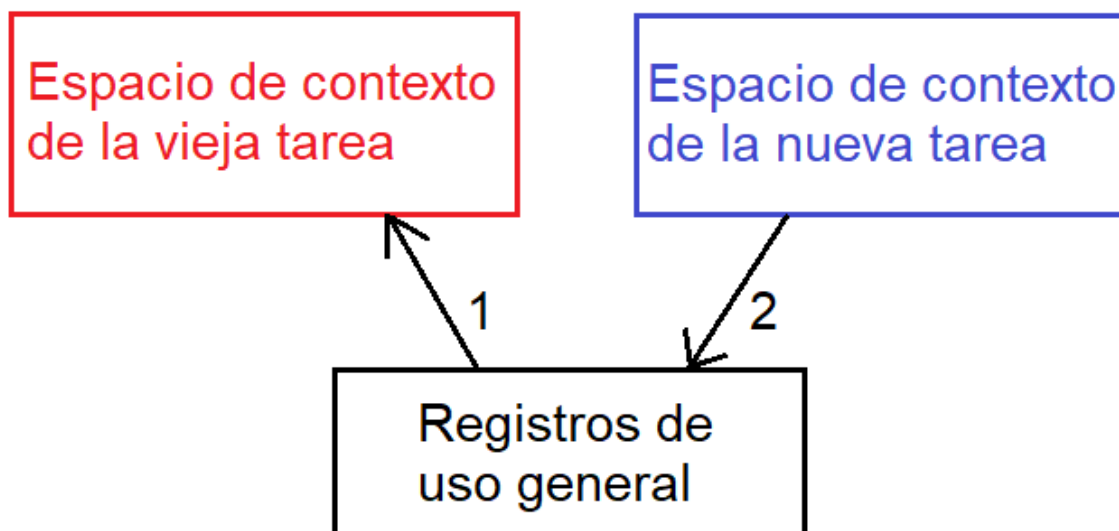 Espacio de contexto
de la vieja tarea
Espacio de contexto
de la nueva tarea
1
2
Registros de
uso general